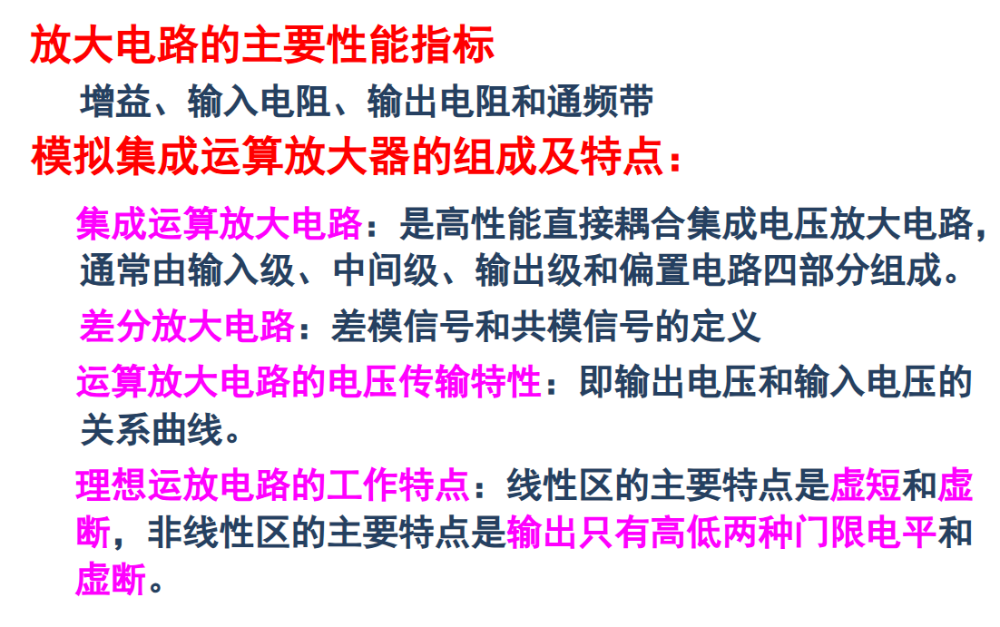 放大电路的主要性能指标
增益、输入电阻、输出电阻和通频带
模拟集成运算放大器的组成及特点：
集成运算放大电路：是高性能直接耦合集成电压放大电路，
通常由输入级、中间级、输出级和偏置电路四部分组成。
差分放大电路：差模信号和共模信号的定义
运算放大电路的电压传输特性：即输出电压和输入电压的
关系曲线。
理想运放电路的工作特点：线性区的主要特点是虚短和虚
断，非线性区的主要特点是输出只有高低两种门限电平和
虚断。